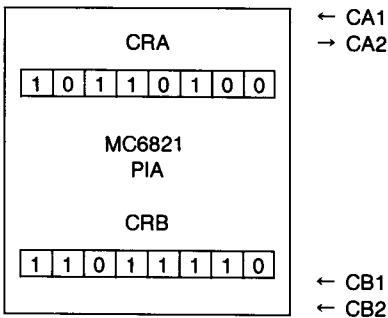 ← CA1
CRA → CA2
1 0 1 1 0 1 0 0
MC6821
PIA
CRB
1 1 0 1 1 1 1 0
← CB1
← CB2